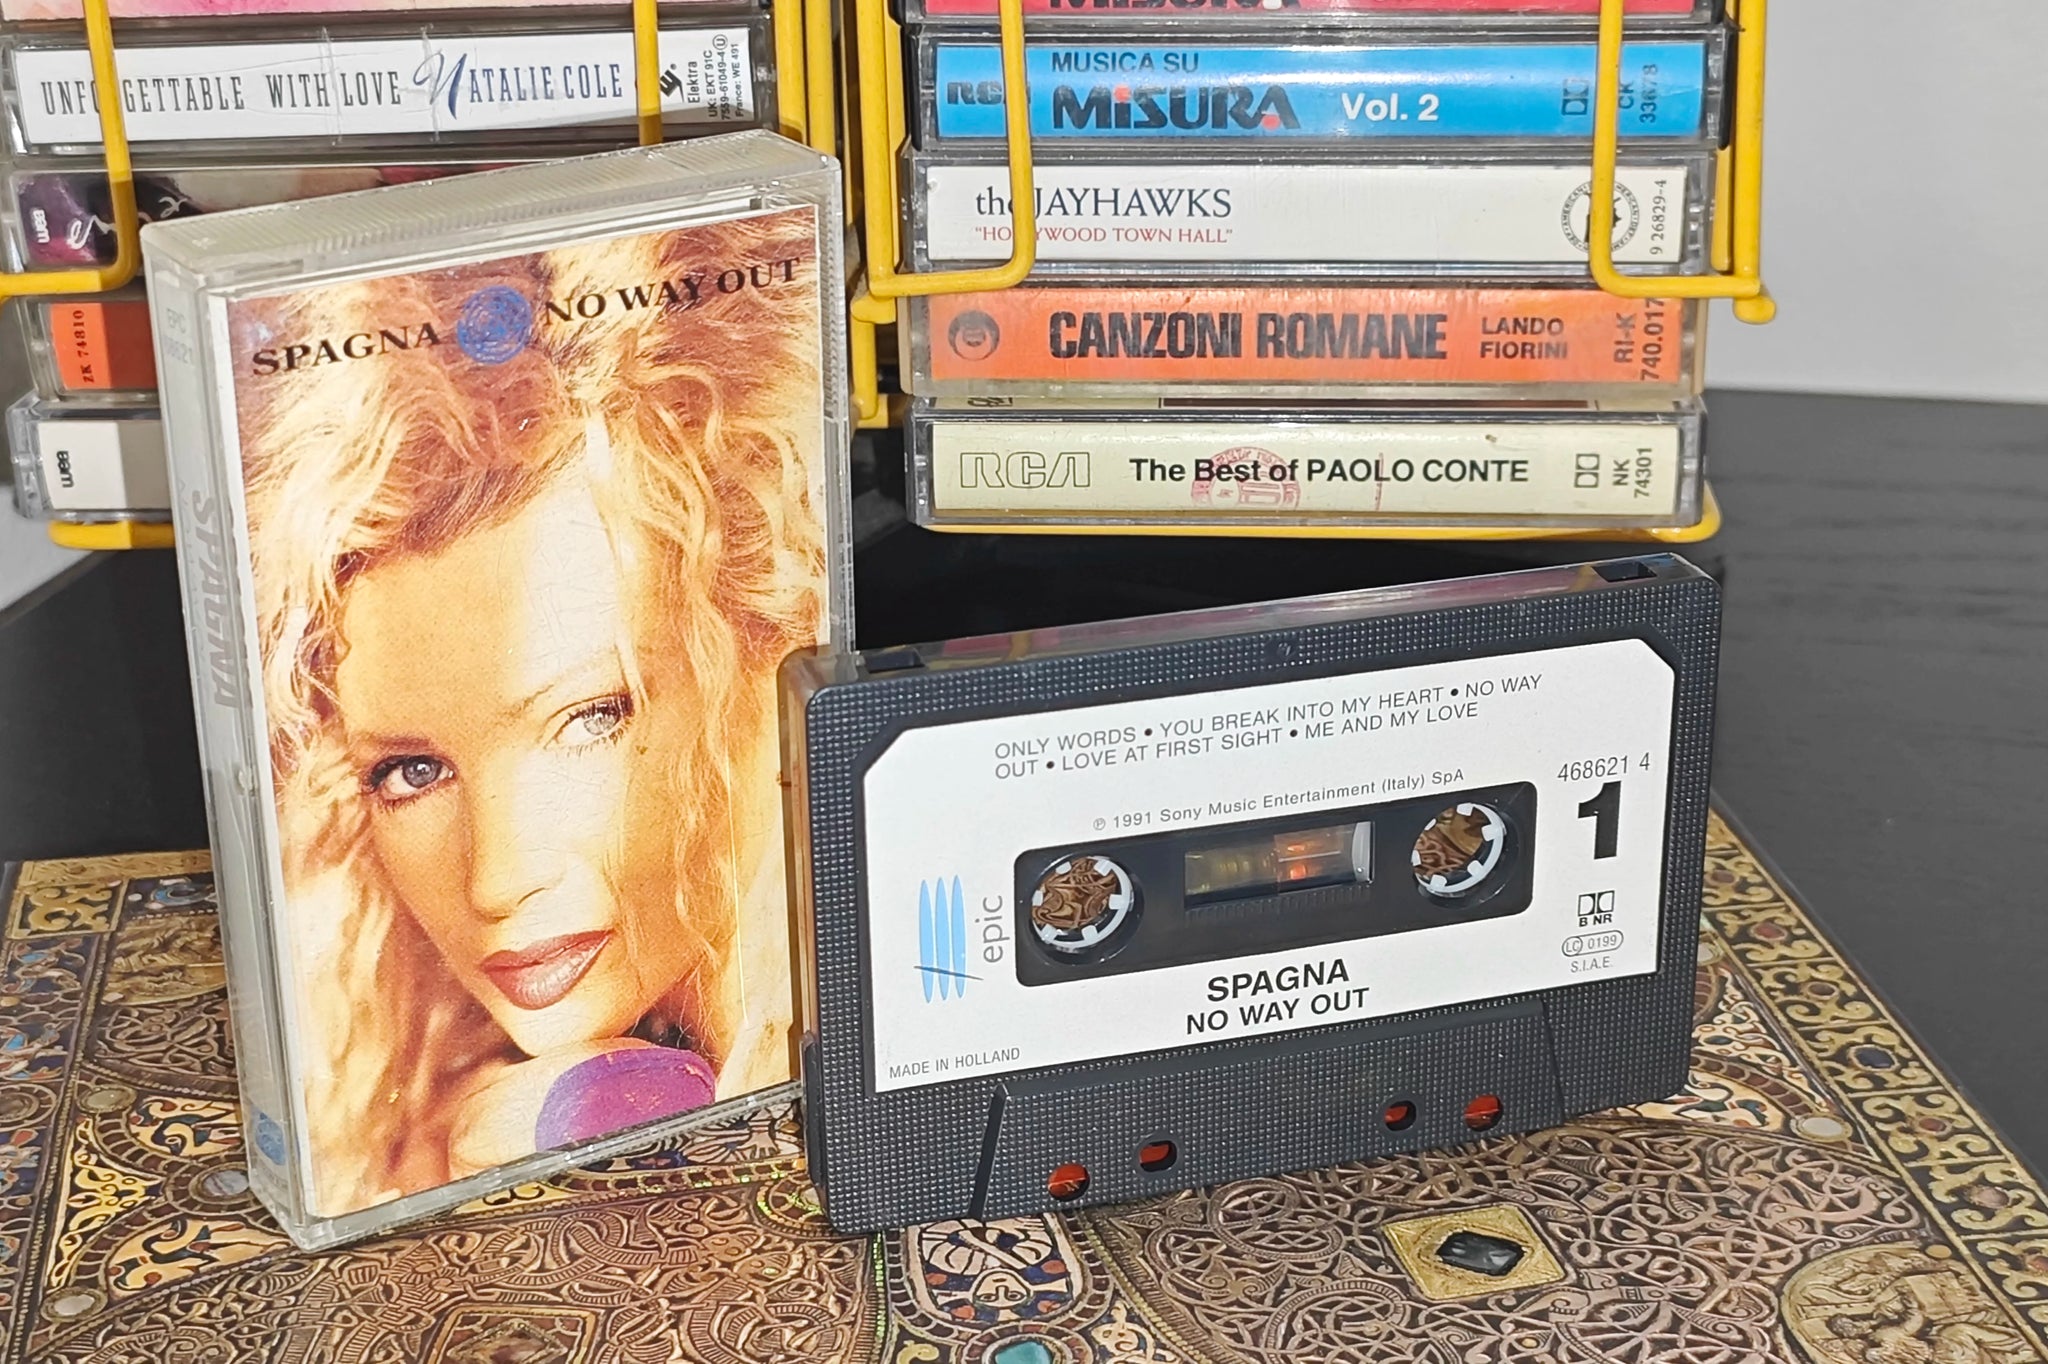 UNFORGETTABLE WITH LOVE NATALIE COLE
Elektra
UK: EKT 91C
7559-61049-4 U
France: WE 491
wea
ZK 74810
wea
MISURA
RCA
MUSICA SU
MISURA Vol. 2
CK
33678
the JAYHAWKS
"HOLLYWOOD TOWN HALL"
9 26829-4
CANZONI ROMANE
LANDO
FIORINI
RI-K
740.017
RCA
The Best of PAOLO CONTE
NK
74301
EPC
SPAGNA
SPAGNA NO WAY OUT
ONLY WORDS • YOU BREAK INTO MY HEART • NO WAY
OUT • LOVE AT FIRST SIGHT • ME AND MY LOVE
℗ 1991 Sony Music Entertainment (Italy) SpA
468621 4
1
B NR
LC 0199
S.I.A.E.
epic
SPAGNA
NO WAY OUT
MADE IN HOLLAND